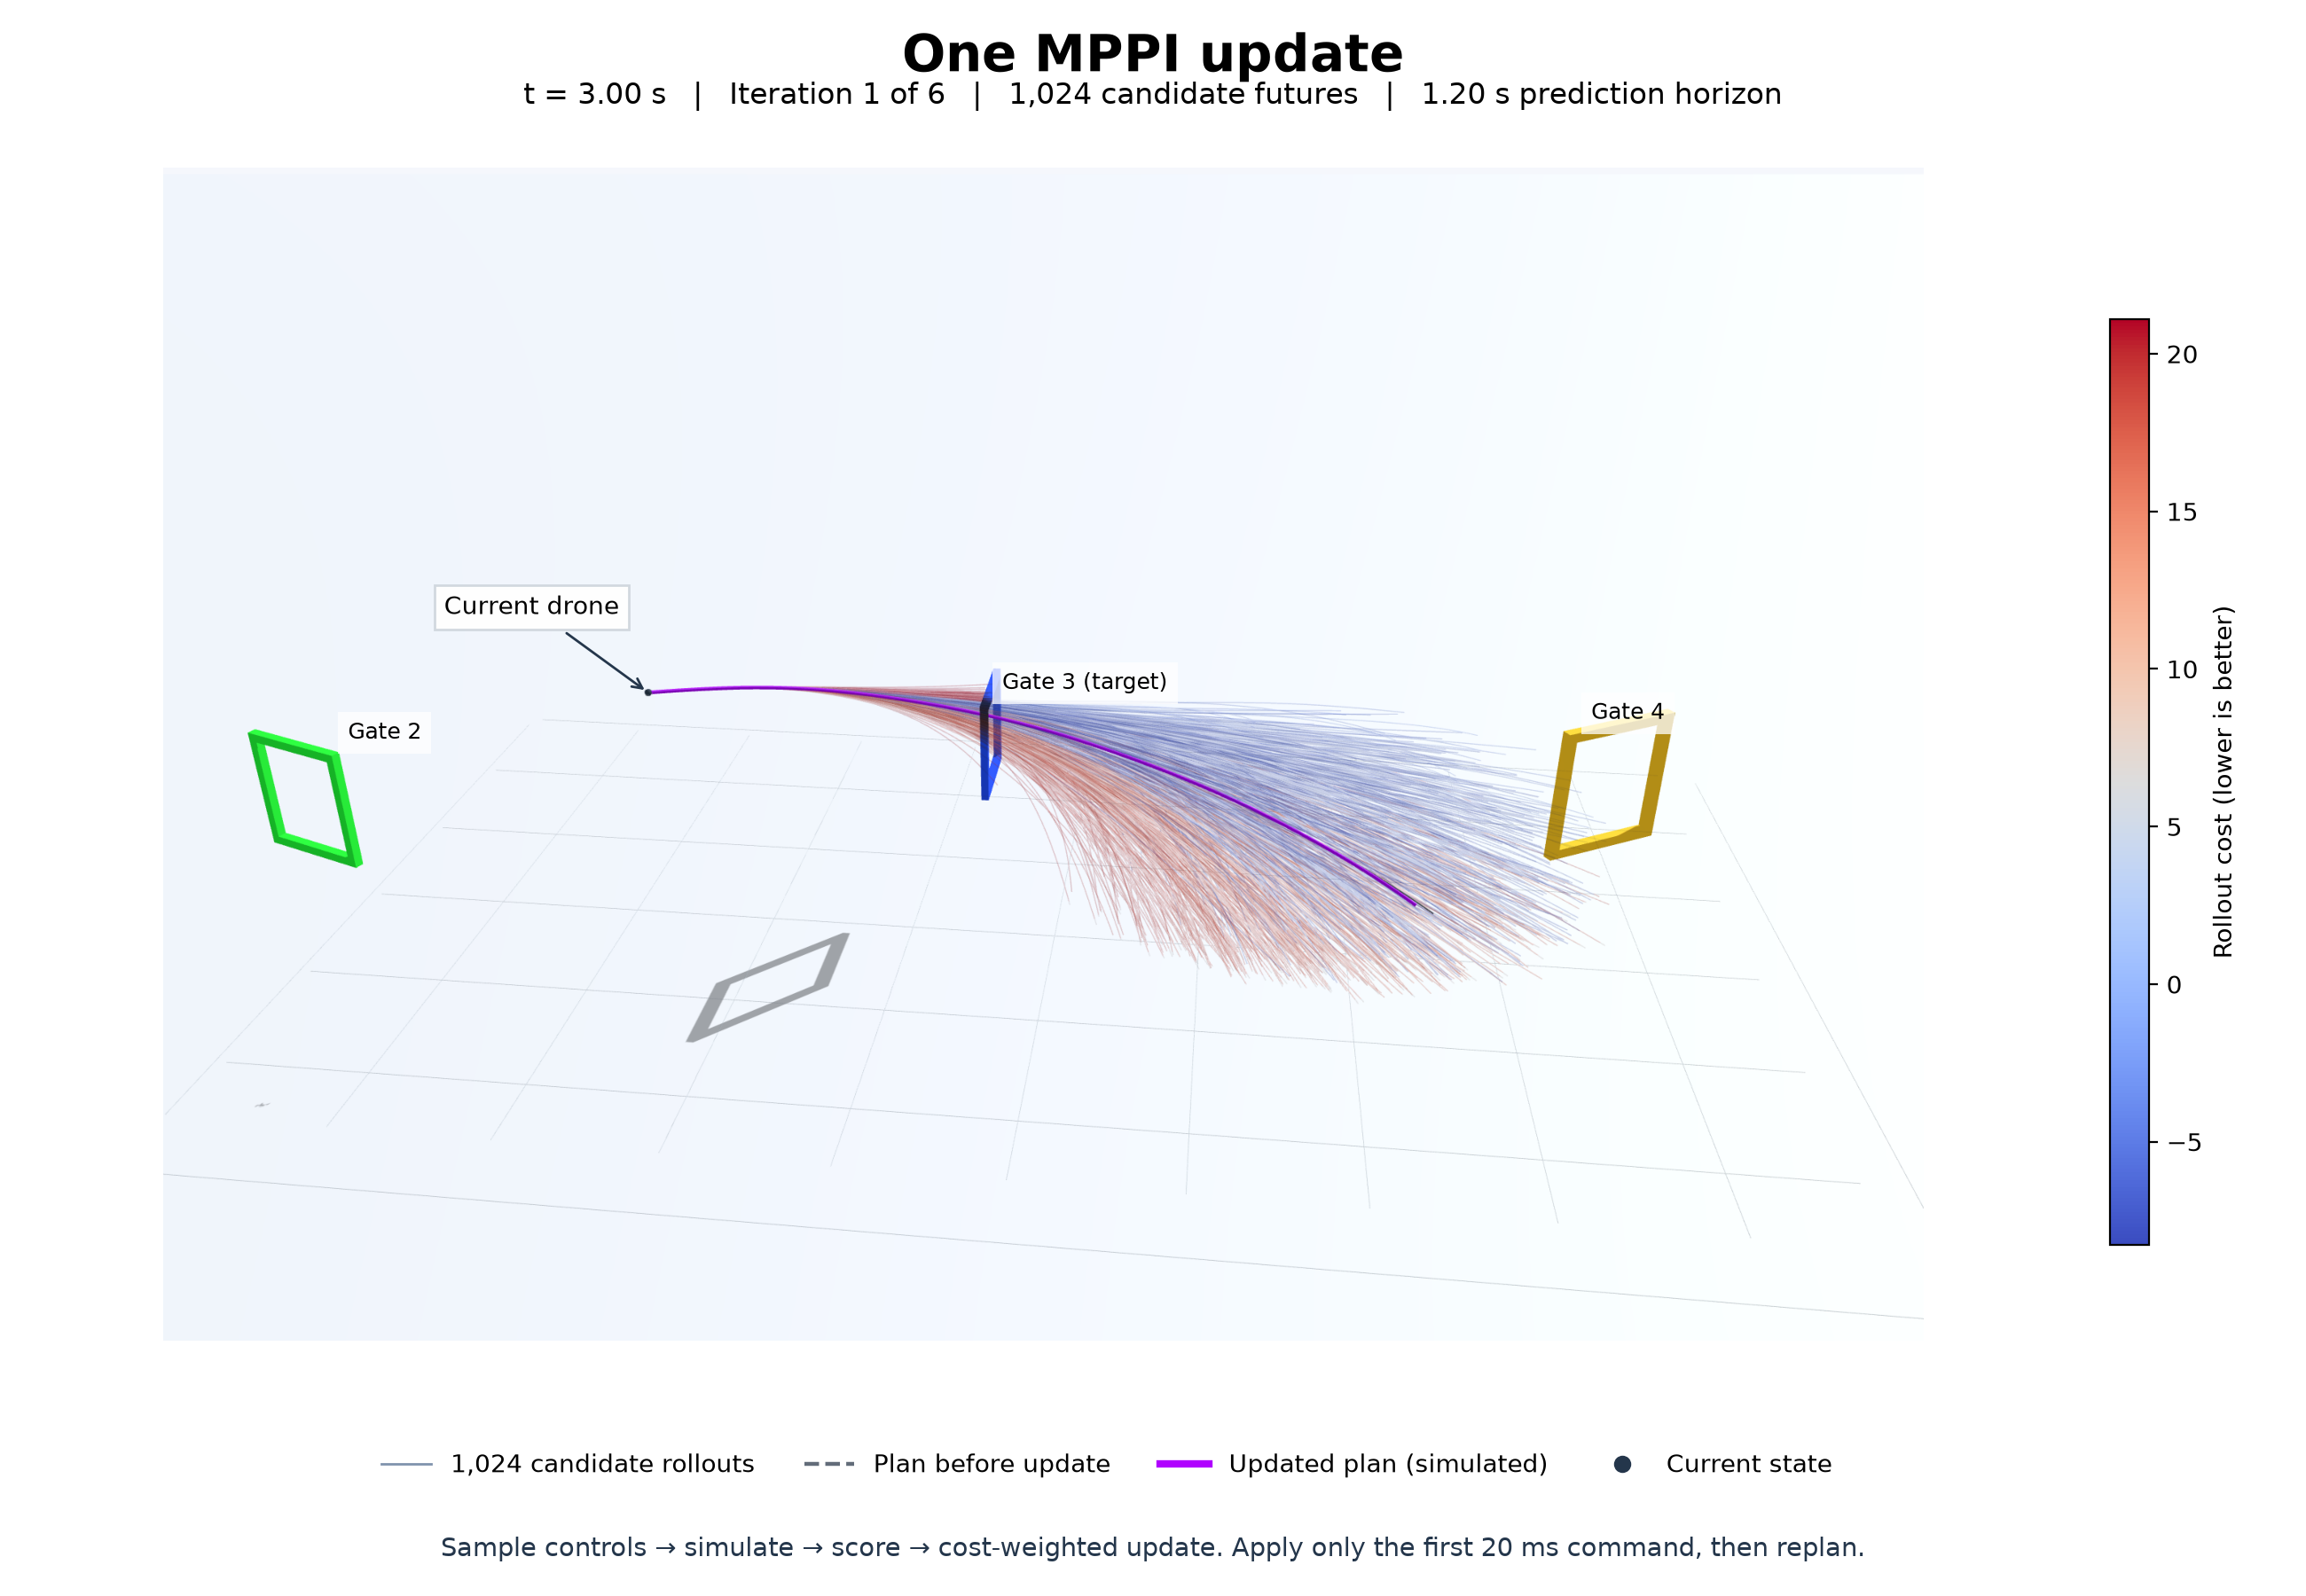 One MPPI update
t = 3.00 s | Iteration 1 of 6 | 1,024 candidate futures | 1.20 s prediction horizon
Current drone
Gate 3 (target)
Gate 2
Gate 4
20
15
10
5
0
−5
Rollout cost (lower is better)
1,024 candidate rollouts
Plan before update
Updated plan (simulated)
Current state
Sample controls → simulate → score → cost-weighted update. Apply only the first 20 ms command, then replan.